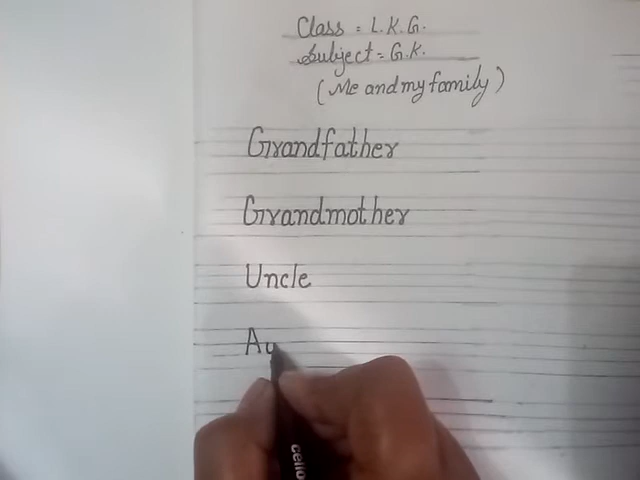 Class = L.K.G.
Subject = G.K.
(Me and my family)
Grandfather
Grandmother
Uncle
Au
cello